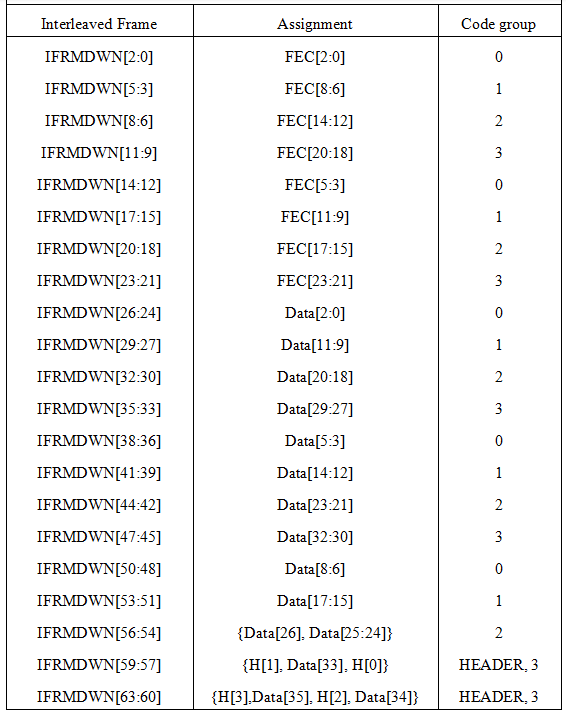 Interleaved Frame Assignment Code group
IFRMDWN[2:0] FEC[2:0] 0
IFRMDWN[5:3] FEC[8:6] 1
IFRMDWN[8:6] FEC[14:12] 2
IFRMDWN[11:9] FEC[20:18] 3
IFRMDWN[14:12] FEC[5:3] 0
IFRMDWN[17:15] FEC[11:9] 1
IFRMDWN[20:18] FEC[17:15] 2
IFRMDWN[23:21] FEC[23:21] 3
IFRMDWN[26:24] Data[2:0] 0
IFRMDWN[29:27] Data[11:9] 1
IFRMDWN[32:30] Data[20:18] 2
IFRMDWN[35:33] Data[29:27] 3
IFRMDWN[38:36] Data[5:3] 0
IFRMDWN[41:39] Data[14:12] 1
IFRMDWN[44:42] Data[23:21] 2
IFRMDWN[47:45] Data[32:30] 3
IFRMDWN[50:48] Data[8:6] 0
IFRMDWN[53:51] Data[17:15] 1
IFRMDWN[56:54] {Data[26], Data[25:24]} 2
IFRMDWN[59:57] {H[1], Data[33], H[0]} HEADER, 3
IFRMDWN[63:60] {H[3],Data[35], H[2], Data[34]} HEADER, 3